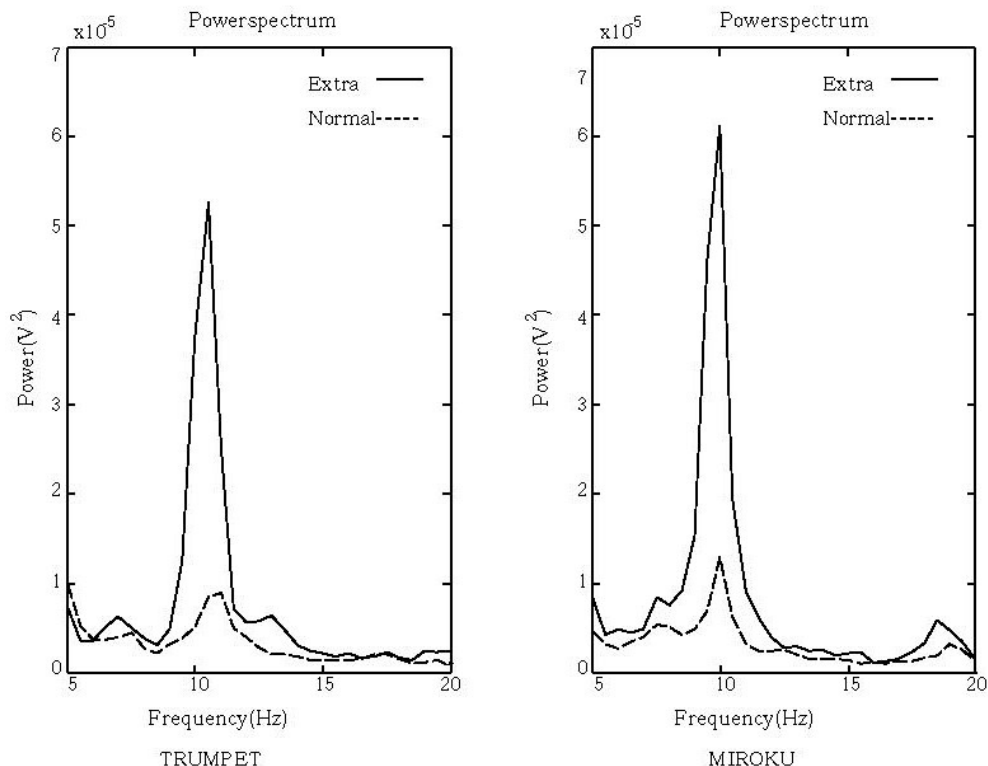 x10-5 Powerspectrum
7
Extra
Normal
6
5
4
3
2
1
0
5 10 15 20
Power(V 2)
Frequency(Hz)
TRUMPET
x10-5 Powerspectrum
7
Extra
Normal
6
5
4
3
2
1
0
5 10 15 20
Power(V 2)
Frequency(Hz)
MIROKU